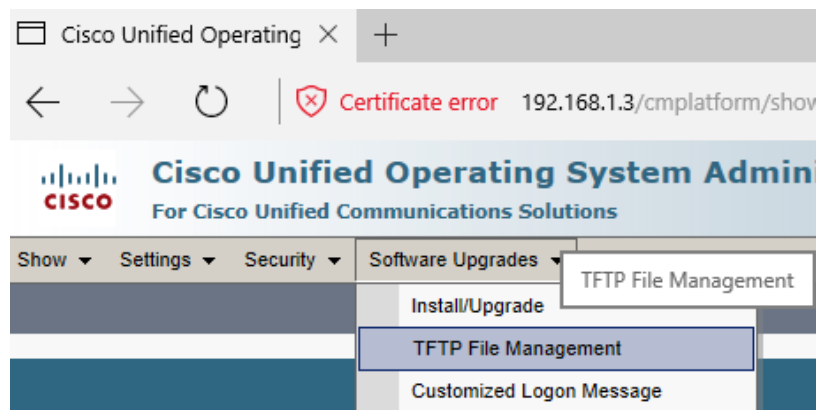 Cisco Unified Operating
Certificate error 192.168.1.3/cmplatform/show
CISCO
Cisco Unified Operating System Admini
For Cisco Unified Communications Solutions
Show Settings Security Software Upgrades
TFTP File Management
Install/Upgrade
TFTP File Management
Customized Logon Message